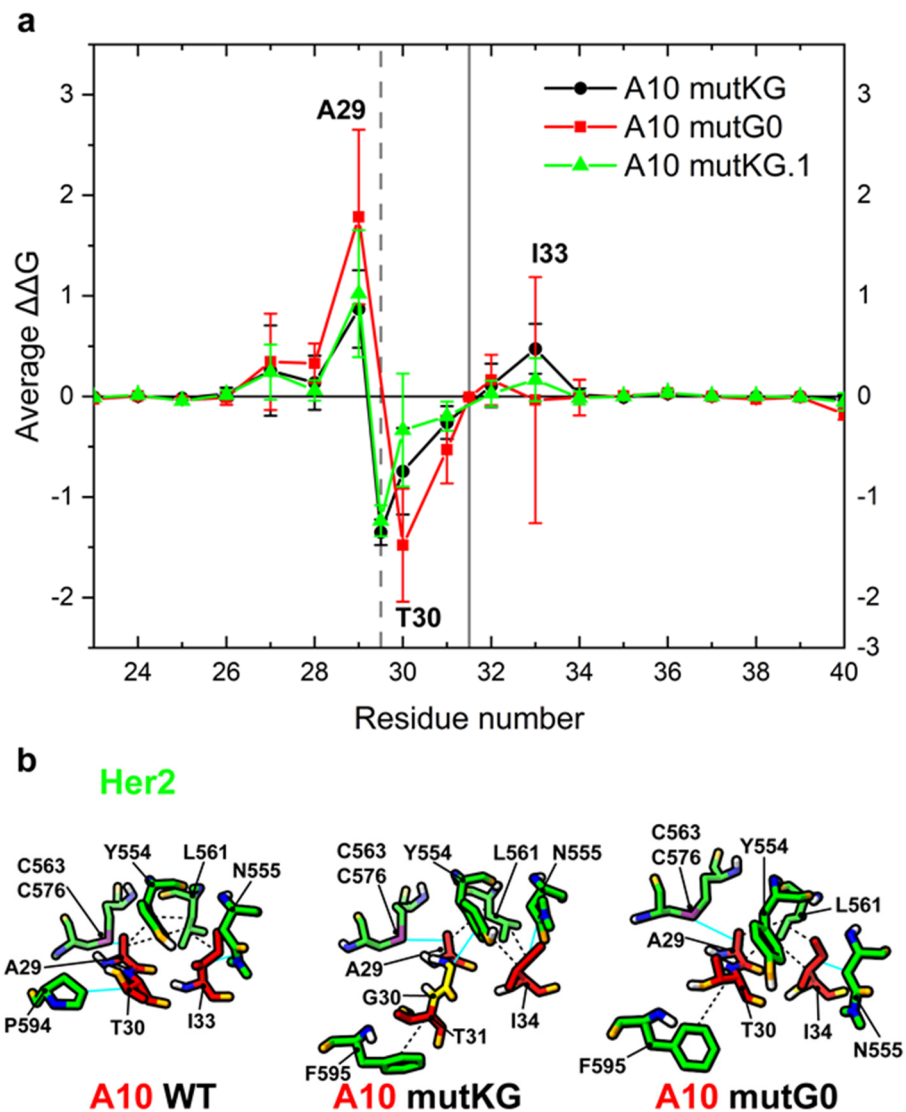 a
A10 mutKG
A10 mutG0
A10 mutKG.1
A29
I33
T30
3
2
1
0
-1
-2
3
2
1
0
-1
-2
-3
Average ΔΔG
24 26 28 30 32 34 36 38 40
Residue number
b
Her2
C563
C576
Y554
L561
N555
A29
P594
T30
I33
A10 WT
C563
C576
Y554
L561
N555
A29
G30
T31
I34
F595
A10 mutKG
C563
C576
Y554
L561
A29
T30
I34
F595
N555
A10 mutG0